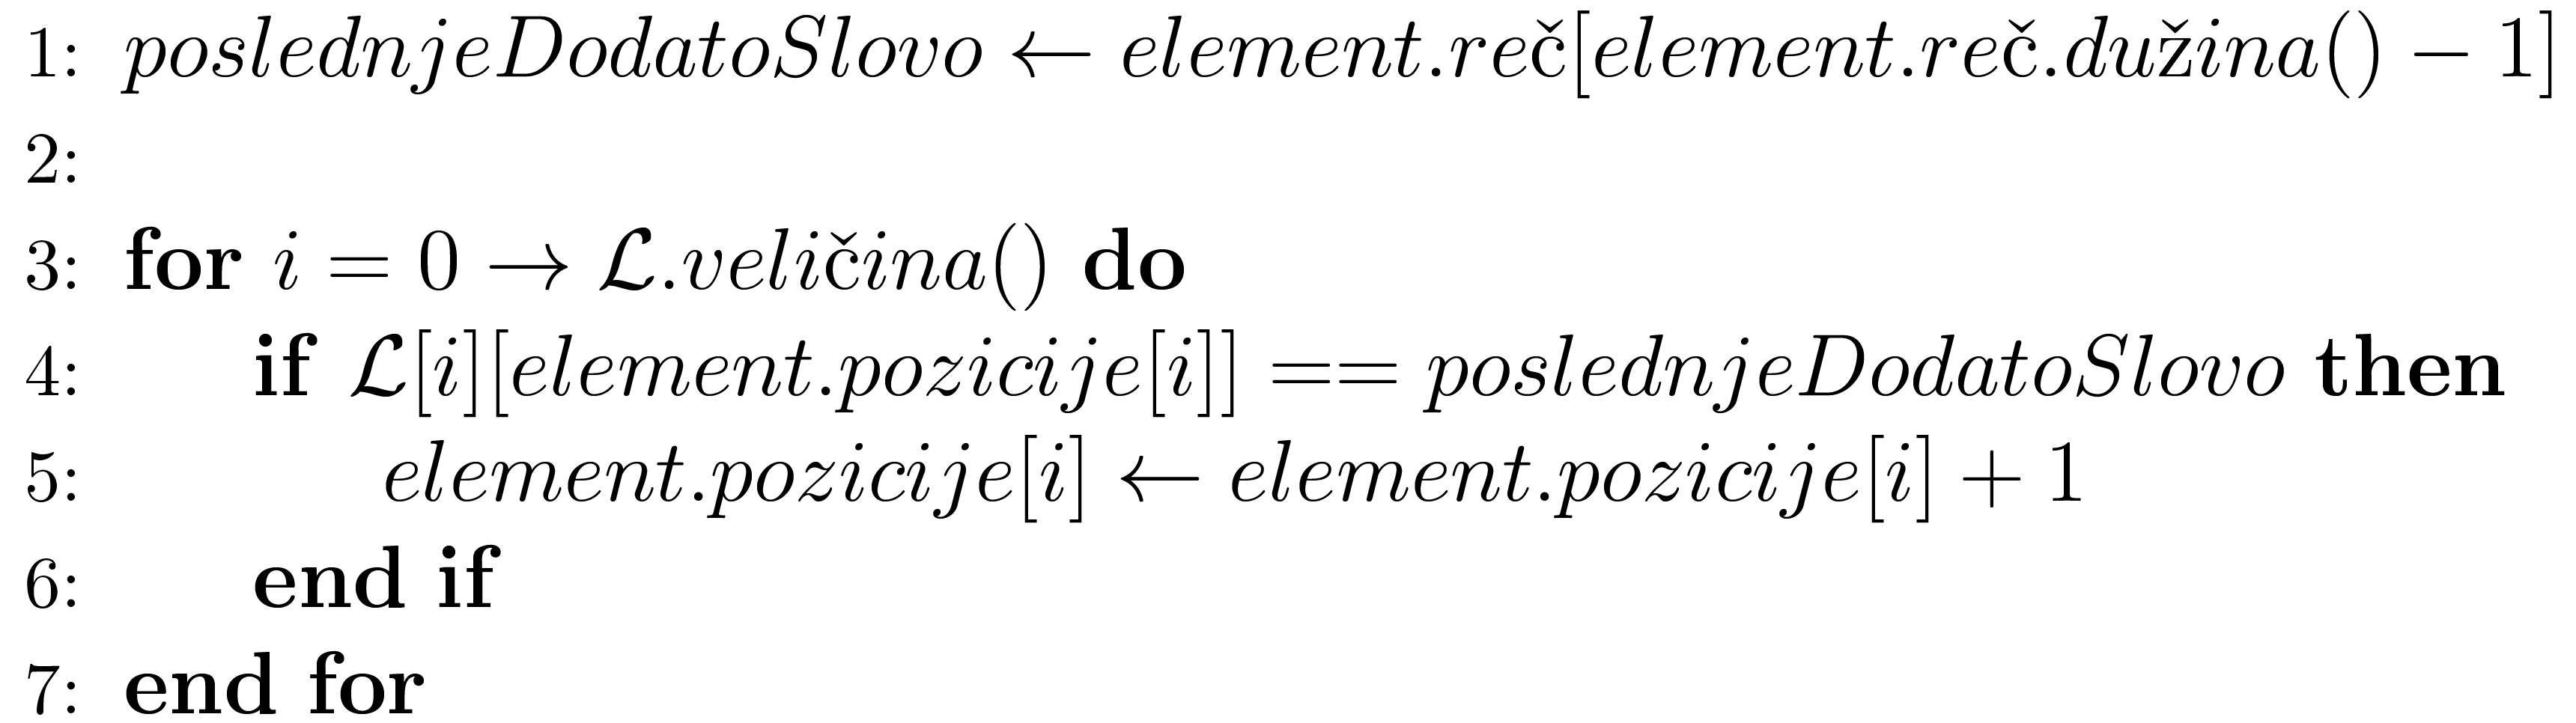 1: poslednjeDodatoSlovo ← element.reč[element.reč.dužina() − 1]
2:
3: for i = 0 → ℒ.veličina() do
4: if ℒ[i][element.pozicije[i]] == poslednjeDodatoSlovo then
5: element.pozicije[i] ← element.pozicije[i] + 1
6: end if
7: end for